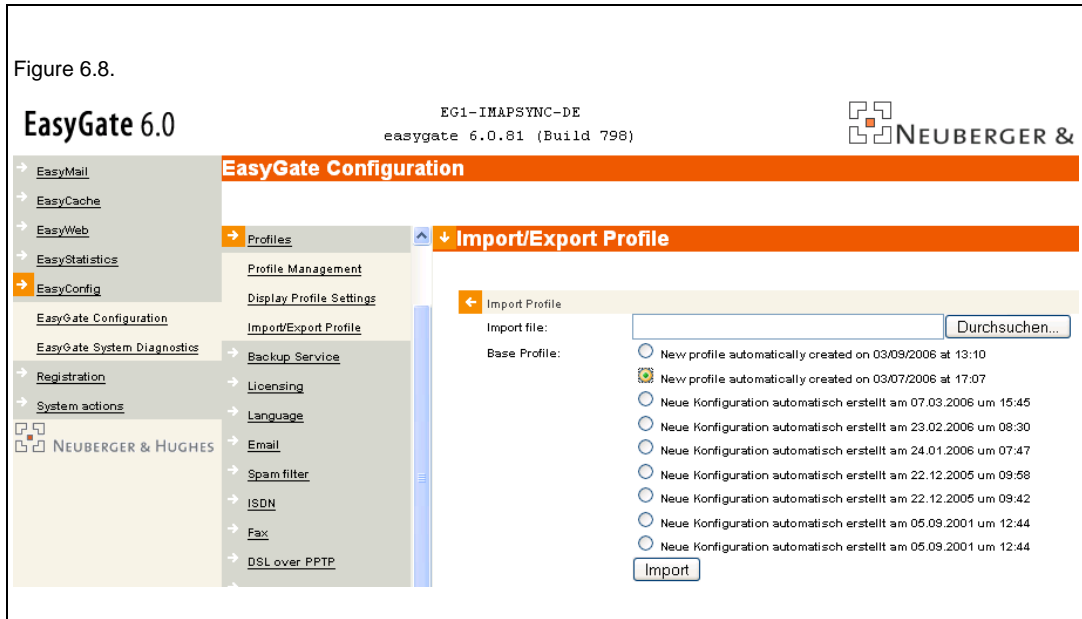 Figure 6.8.
EasyGate 6.0
EG1-IMAPSYNC-DE
easygate 6.0.81 (Build 798)
NEUBERGER &
EasyMail
EasyCache
EasyWeb
EasyStatistics
EasyConfig
EasyGate Configuration
EasyGate System Diagnostics
Registration
System actions
NEUBERGER & HUGHES
EasyGate Configuration
Profiles
Profile Management
Display Profile Settings
Import/Export Profile
Backup Service
Licensing
Language
Email
Spam filter
ISDN
Fax
DSL over PPTP
Import/Export Profile
Import Profile
Import file:
Durchsuchen...
Base Profile:
New profile automatically created on 03/09/2006 at 13:10
New profile automatically created on 03/07/2006 at 17:07
Neue Konfiguration automatisch erstellt am 07.03.2006 um 15:45
Neue Konfiguration automatisch erstellt am 23.02.2006 um 08:30
Neue Konfiguration automatisch erstellt am 24.01.2006 um 07:47
Neue Konfiguration automatisch erstellt am 22.12.2005 um 09:58
Neue Konfiguration automatisch erstellt am 22.12.2005 um 09:42
Neue Konfiguration automatisch erstellt am 05.09.2001 um 12:44
Neue Konfiguration automatisch erstellt am 05.09.2001 um 12:44
Import